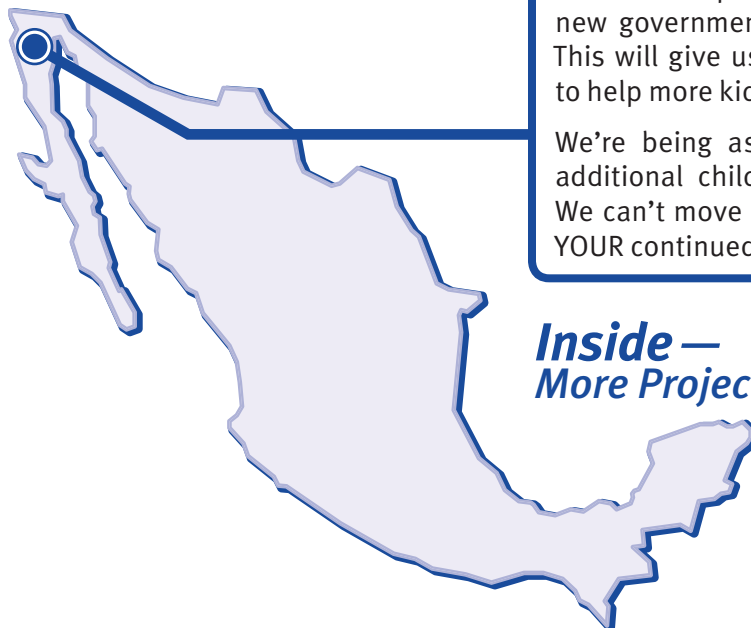 new governmen
This will give us
to help more kid
We’re being as
additional chil
We can’t move
YOUR continued
Inside —
More Projec